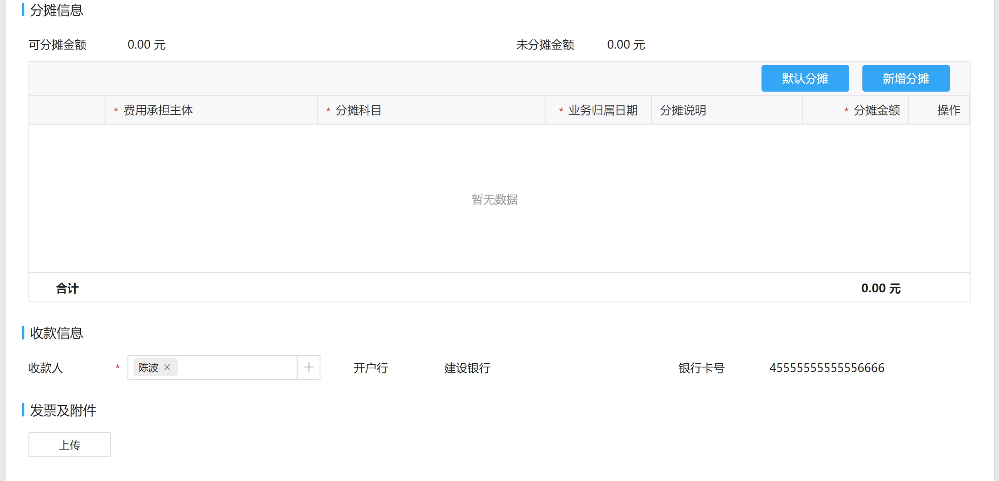 分摊信息
可分摊金额 0.00 元 未分摊金额 0.00 元
默认分摊 新增分摊
* 费用承担主体 * 分摊科目 * 业务归属日期 分摊说明 * 分摊金额 操作
暂无数据
合计 0.00 元
收款信息
收款人 * 陈波 × + 开户行 建设银行 银行卡号 45555555555556666
发票及附件
上传